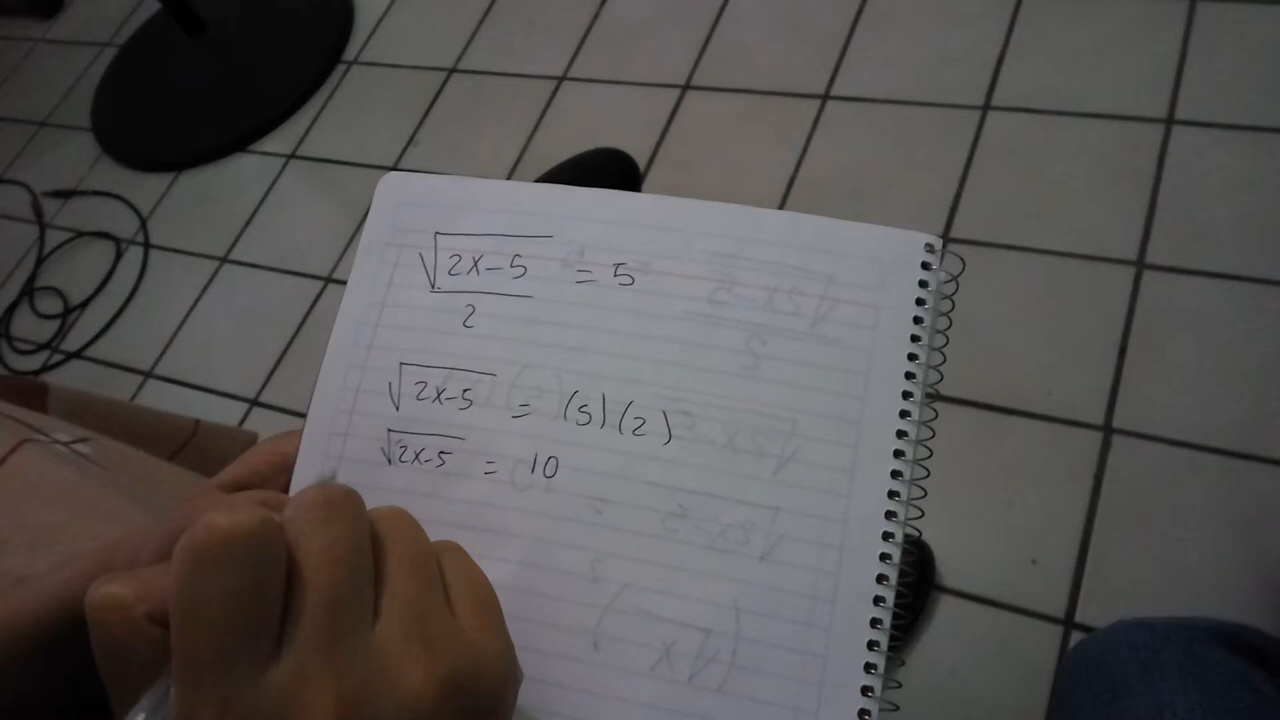 √2x-5 = 5
2
√2x-5 = (5)(2)
√2x-5 = 10